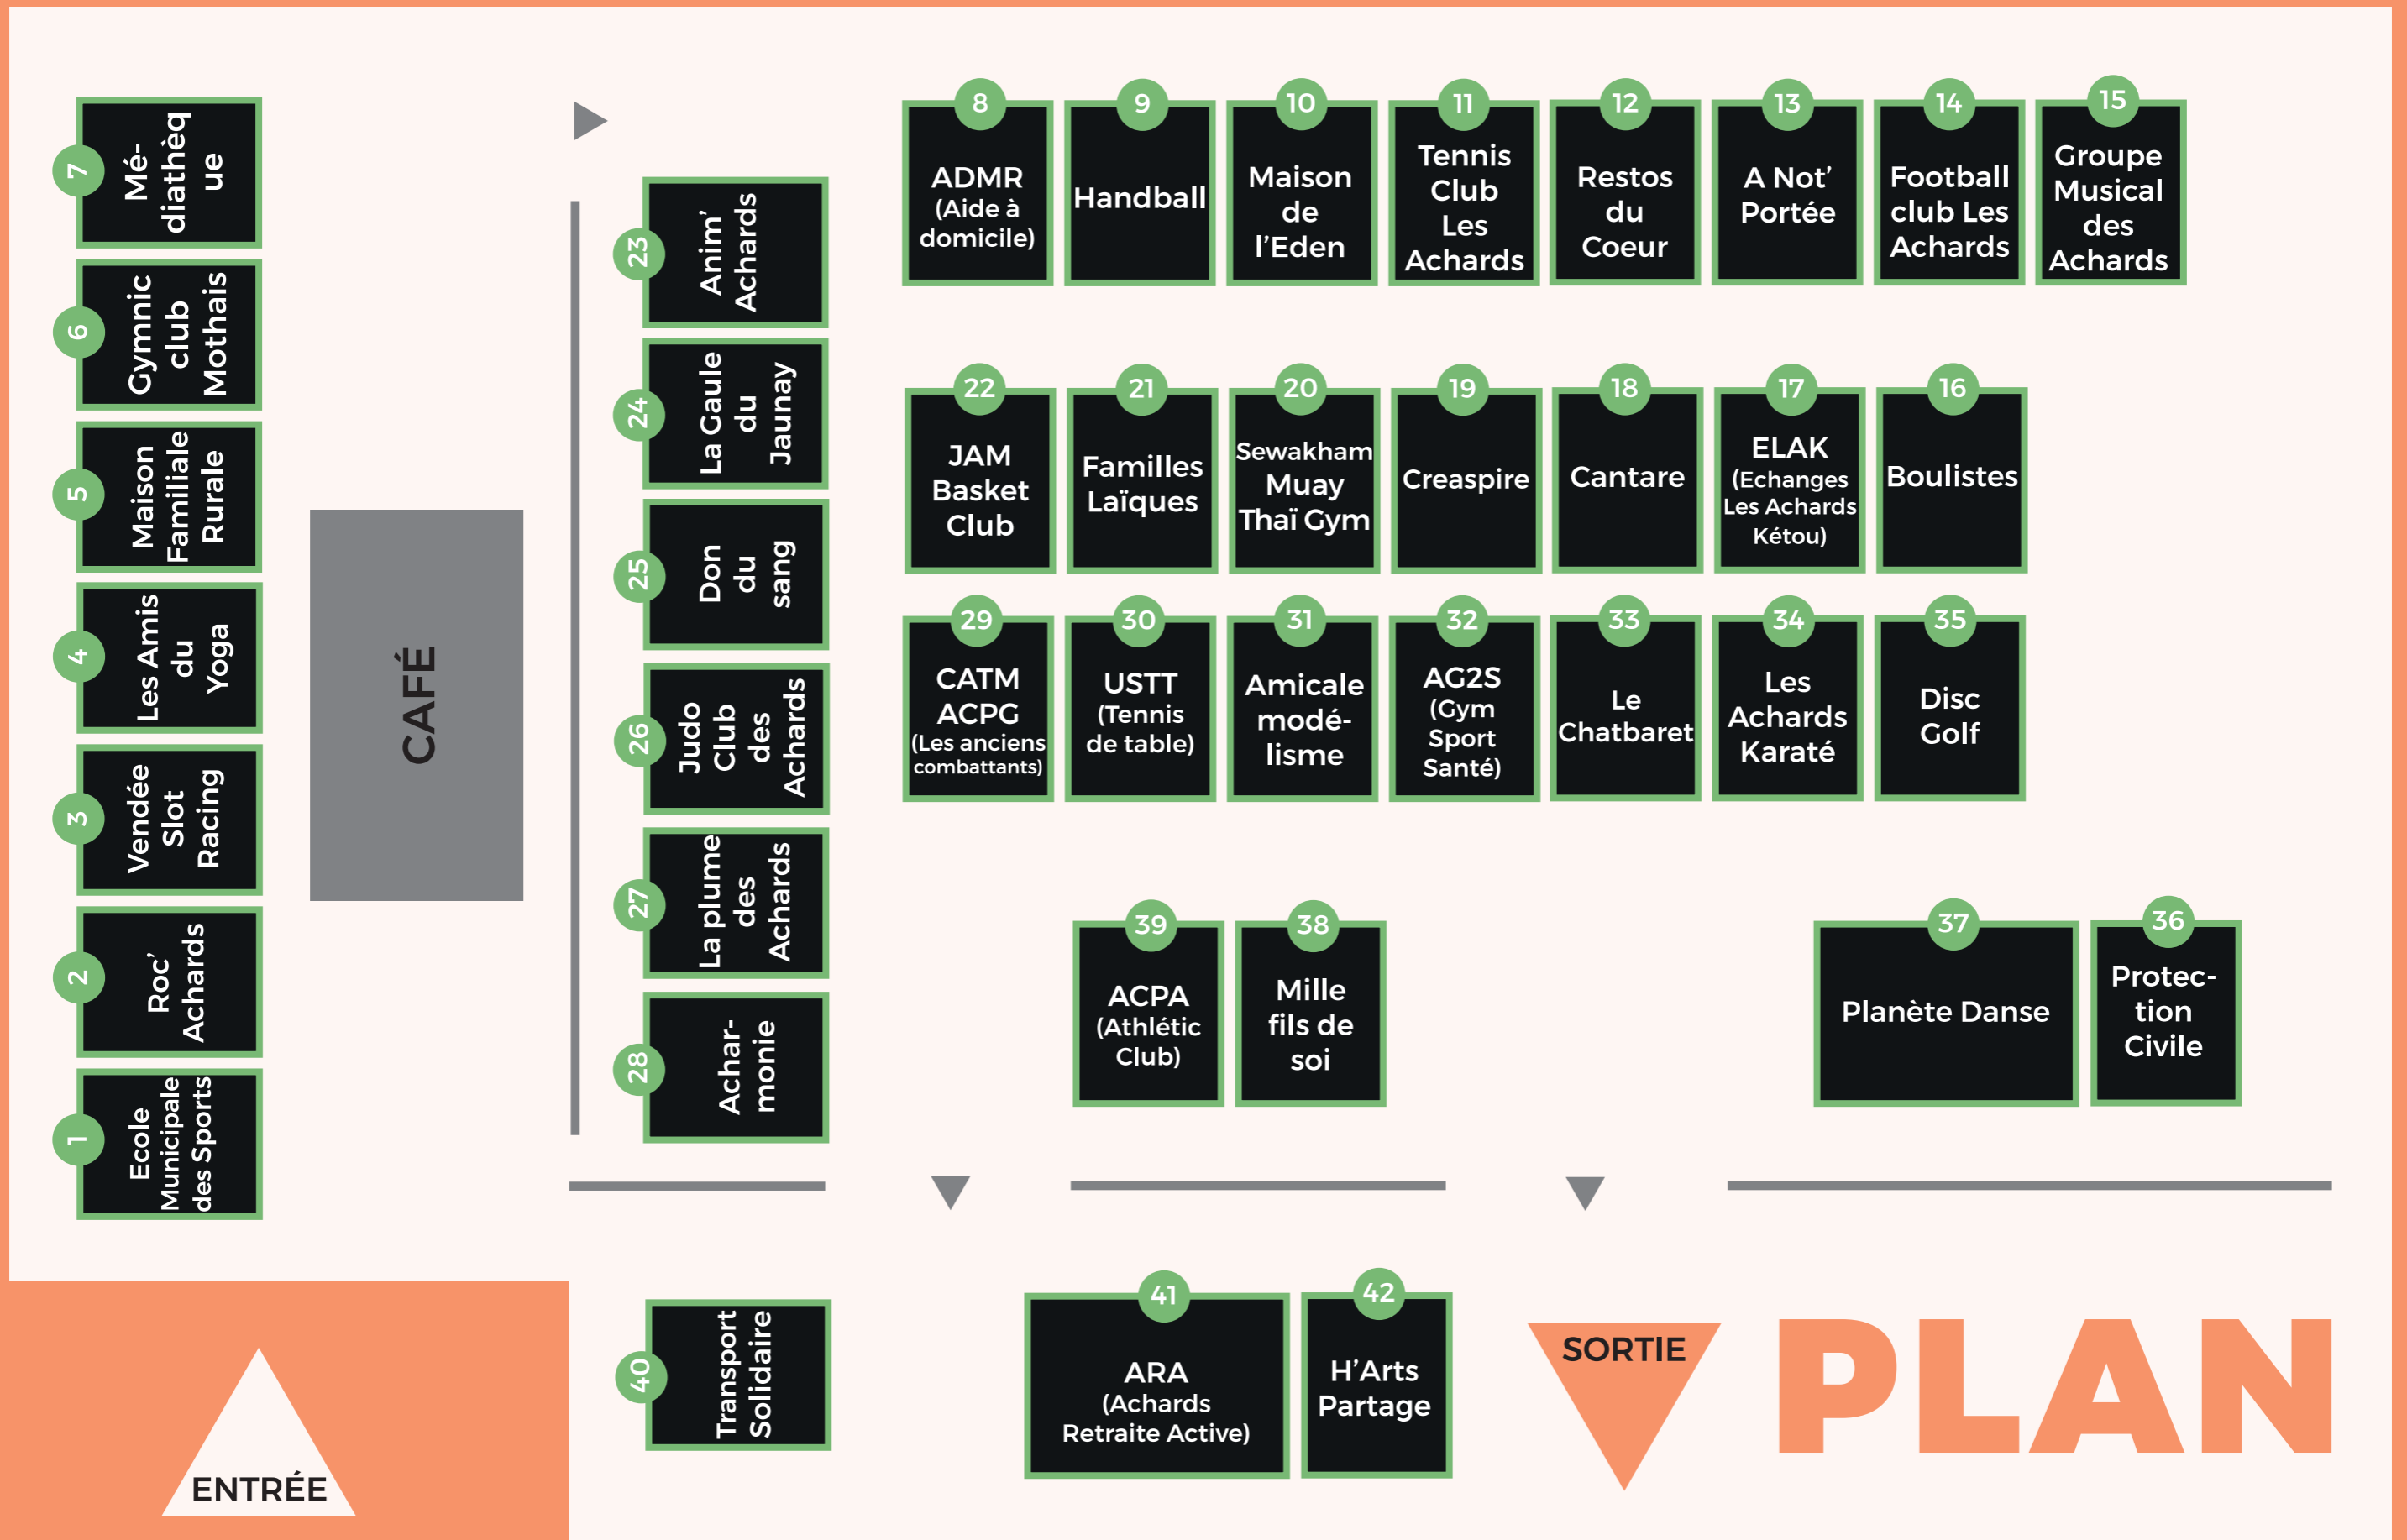 7
Mé-
diathèq
ue
6
Gymnic
club
Mothais
5
Maison
Familiale
Rurale
4
Les Amis
du
Yoga
3
Vendée
Slot
Racing
2
Roc’
Achards
1
Ecole
Municipale
des Sports
CAFÉ
23
Anim’
Achards
24
La Gaule
du
Jaunay
25
Don
du
sang
26
Judo
Club
des
Achards
27
La plume
des
Achards
28
Achar-
monie
8
ADMR
(Aide à
domicile)
9
Handball
10
Maison
de
l’Eden
11
Tennis
Club
Les
Achards
12
Restos
du
Coeur
13
A Not’
Portée
14
Football
club Les
Achards
15
Groupe
Musical
des
Achards
22
JAM
Basket
Club
21
Familles
Laïques
20
Sewakham
Muay
Thaï Gym
19
Creaspire
18
Cantare
17
ELAK
(Echanges
Les Achards
Kétou)
16
Boulistes
29
CATM
ACPG
(Les anciens
combattants)
30
USTT
(Tennis
de table)
31
Amicale
modé-
lisme
32
AG2S
(Gym
Sport
Santé)
33
Le
Chatbaret
34
Les
Achards
Karaté
35
Disc
Golf
39
ACPA
(Athlétic
Club)
38
Mille
fils de
soi
37
Planète Danse
36
Protec-
tion
Civile
40
Transport
Solidaire
41
ARA
(Achards
Retraite Active)
42
H’Arts
Partage
SORTIE
PLAN
ENTRÉE